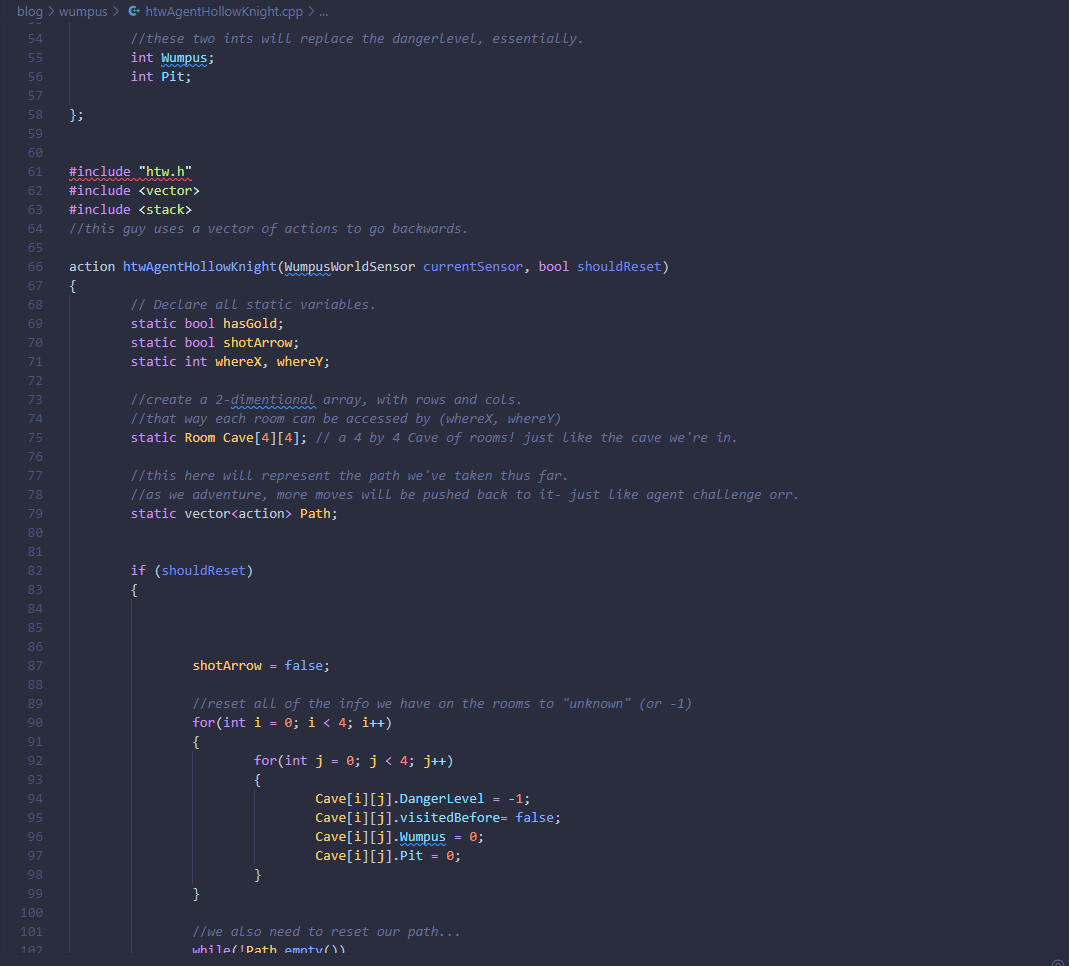 blog > wumpus > htwAgentHollowKnight.cpp > ...
54 //these two ints will replace the dangerlevel, essentially.
55 int Wumpus;
56 int Pit;
57
58 };
59
60
61 #include "htw.h"
62 #include <vector>
63 #include <stack>
64 //this guy uses a vector of actions to go backwards.
65
66 action htwAgentHollowKnight(WumpusWorldSensor currentSensor, bool shouldReset)
67 {
68 // Declare all static variables.
69 static bool hasGold;
70 static bool shotArrow;
71 static int whereX, whereY;
72
73 //create a 2-dimentional array, with rows and cols.
74 //that way each room can be accessed by (whereX, whereY)
75 static Room Cave[4][4]; // a 4 by 4 Cave of rooms! just like the cave we're in.
76
77 //this here will represent the path we've taken thus far.
78 //as we adventure, more moves will be pushed back to it- just like agent challenge orr.
79 static vector<action> Path;
80
81
82 if (shouldReset)
83 {
84
85
86
87 shotArrow = false;
88
89 //reset all of the info we have on the rooms to "unknown" (or -1)
90 for(int i = 0; i < 4; i++)
91 {
92 for(int j = 0; j < 4; j++)
93 {
94 Cave[i][j].DangerLevel = -1;
95 Cave[i][j].visitedBefore= false;
96 Cave[i][j].Wumpus = 0;
97 Cave[i][j].Pit = 0;
98 }
99 }
100
101 //we also need to reset our path...
102 while(!Path.empty())